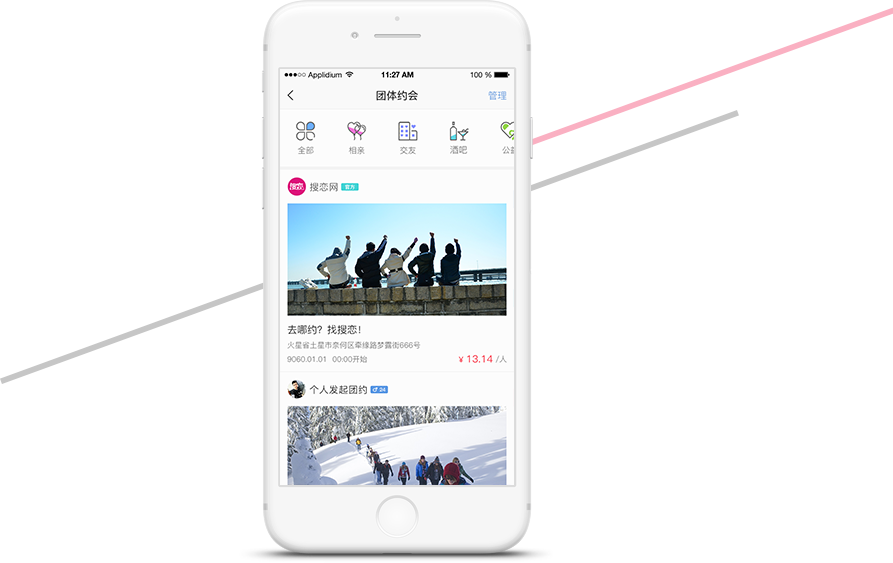 Applidium 11:27 AM 100 %
团体约会 管理
全部 相亲 交友 酒吧 公益
搜恋 搜恋网 官方
去哪约？找搜恋！
火星省土星市奈何区牵缘路梦露街666号
9060.01.01 00:00开始 ¥ 13.14 /人
个人发起团约 24